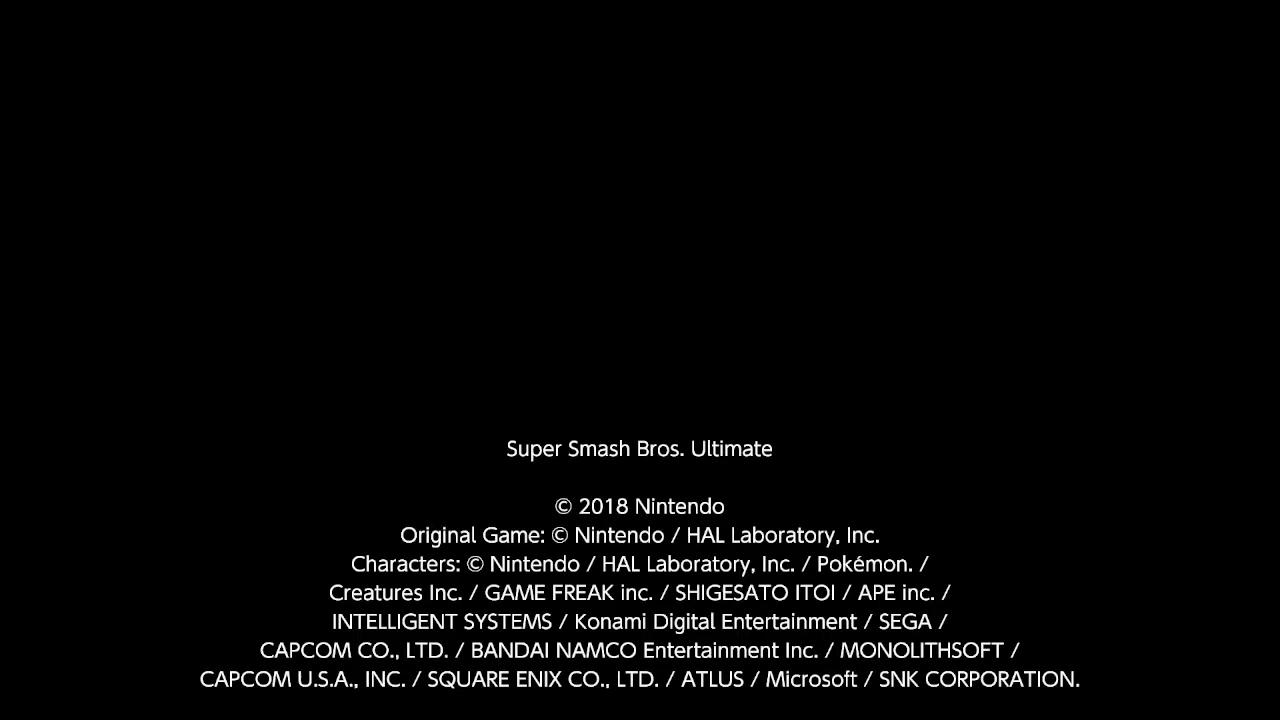 Super Smash Bros. Ultimate
© 2018 Nintendo
Original Game: © Nintendo / HAL Laboratory, Inc.
Characters: © Nintendo / HAL Laboratory, Inc. / Pokémon. /
Creatures Inc. / GAME FREAK inc. / SHIGESATO ITOI / APE inc. /
INTELLIGENT SYSTEMS / Konami Digital Entertainment / SEGA /
CAPCOM CO., LTD. / BANDAI NAMCO Entertainment Inc. / MONOLITHSOFT /
CAPCOM U.S.A., INC. / SQUARE ENIX CO., LTD. / ATLUS / Microsoft / SNK CORPORATION.